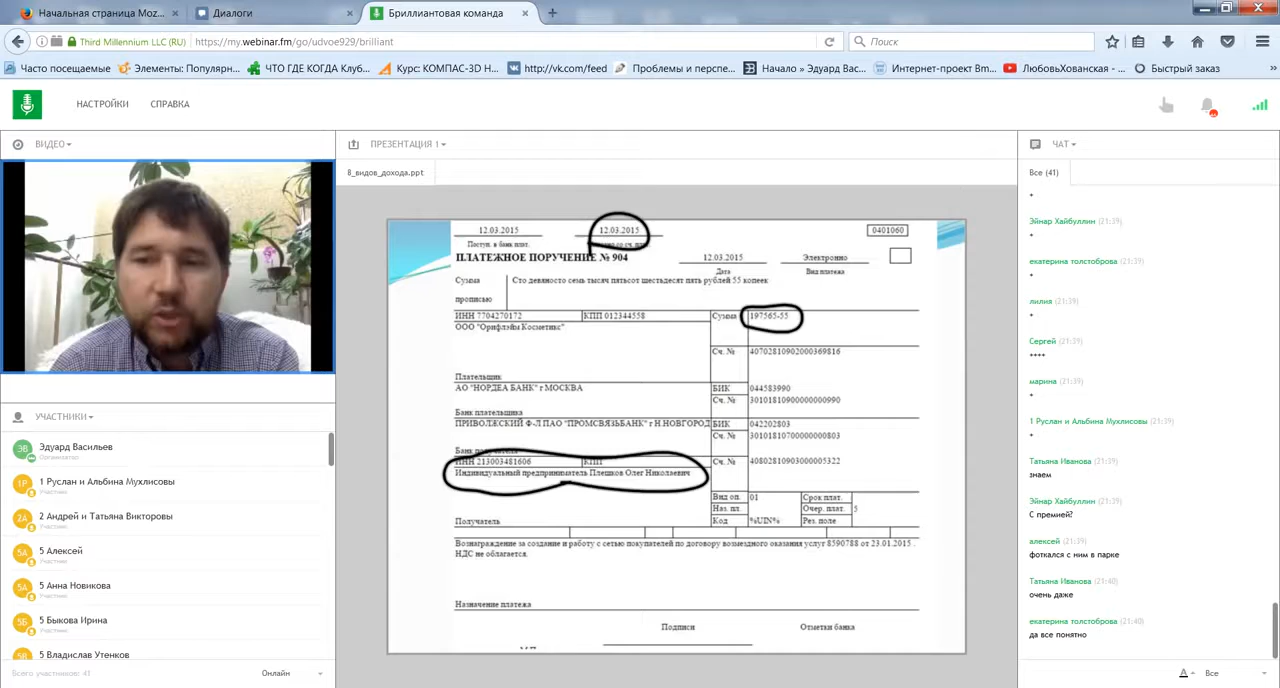 Начальная страница Moz...
Диалоги
Бриллиантовая команда
Third Millennium LLC (RU)
https://my.webinar.fm/go/udvoe929/brilliant
Поиск
Часто посещаемые
Элементы: Популярн...
ЧТО ГДЕ КОГДА Клуб...
Курс: КОМПАС-3D Н...
http://vk.com/feed
Проблемы и перспе...
Начало » Эдуард Вас...
Интернет-проект Bm...
ЛюбовьХованская - ...
Быстрый заказ
НАСТРОЙКИ
СПРАВКА
ВИДЕО
УЧАСТНИКИ
ЭВ
Эдуард Васильев
Организатор
1Р
1 Руслан и Альбина Мухлисовы
Участник
2А
2 Андрей и Татьяна Викторовы
Участник
5А
5 Алексей
Участник
5А
5 Анна Новикова
Участник
5Б
5 Быкова Ирина
Участник
5В
5 Владислав Утенков
Всего участников: 41
Онлайн
ПРЕЗЕНТАЦИЯ 1
8_видов_дохода.ppt
12.03.2015
12.03.2015
0401060
Поступ. в банк плат.
ПЛАТЕЖНОЕ ПОРУЧЕНИЕ № 904
12.03.2015
Электронно
Дата
Вид платежа
Сумма
прописью
Сто девяносто семь тысяч пятьсот шестьдесят пять рублей 55 копеек
ИНН 7704270172
КПП 012344558
Сумма
197565-55
ООО "Орифлэйм Косметикс"
Сч. №
40702810902000369816
Плательщик
АО "НОРДЕА БАНК" г МОСКВА
БИК
044583990
Сч. №
30101810900000000990
Банк плательщика
ПРИВОЛЖСКИЙ Ф-Л ПАО "ПРОМСВЯЗЬБАНК" г Н.НОВГОРОД
БИК
042202803
Сч. №
30101810700000000803
Банк получателя
ИНН 213003481606
КПП
Сч. №
40802810903000005322
Индивидуальный предприниматель Плешков Олег Николаевич
Вид оп.
01
Срок плат.
Наз. пл.
Очер. плат.
5
Получатель
Код
%UIN%
Рез. поле
Вознаграждение за создание и работу с сетью покупателей по договору возмездного оказания услуг 8590788 от 23.01.2015 .
НДС не облагается.
Назначение платежа
Подписи
Отметки банка
ЧАТ
Все (41)
+
Эйнар Хайбуллин (21:39)
+
екатерина толстоброва (21:39)
+
лилия (21:39)
+
Сергей (21:39)
++++
марина (21:39)
+
1 Руслан и Альбина Мухлисовы (21:39)
+
Татьяна Иванова (21:39)
знаем
Эйнар Хайбуллин (21:39)
С премией?
алексей (21:39)
фоткался с ним в парке
Татьяна Иванова (21:40)
очень даже
екатерина толстоброва (21:40)
да все понятно
А
Все